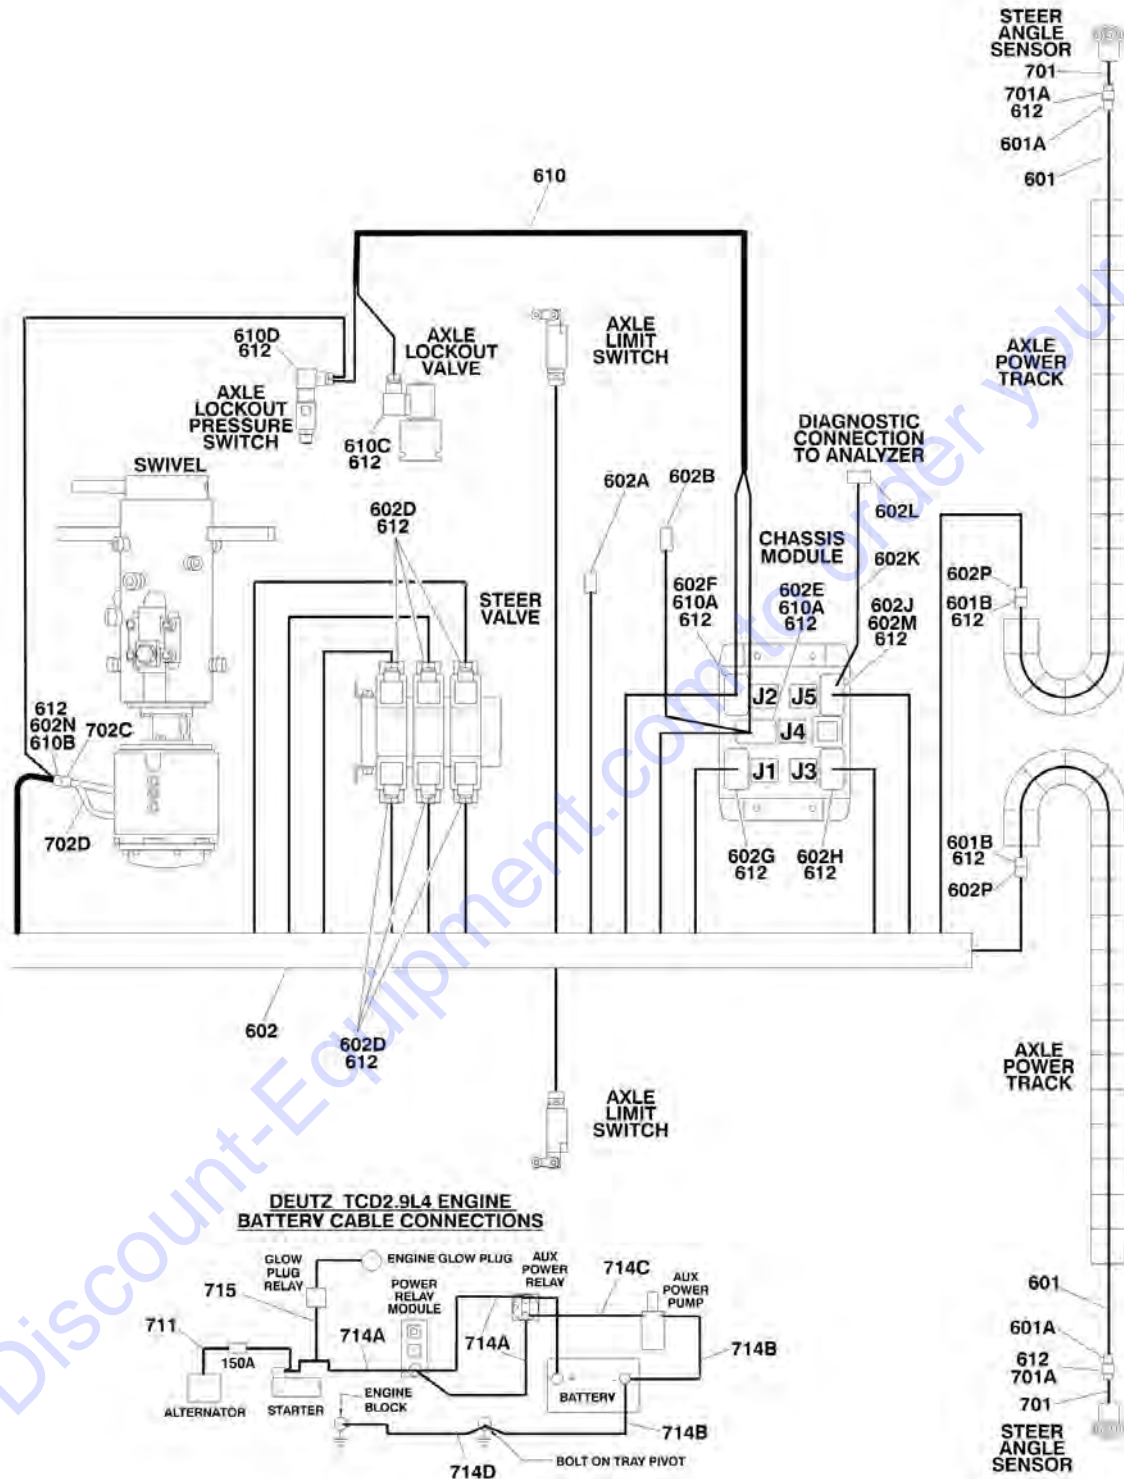 STEER
ANGLE
SENSOR
701
701A
612
601A
601
610
610D
612
AXLE
LOCKOUT
VALVE
AXLE
LIMIT
SWITCH
AXLE
POWER
TRACK
AXLE
LOCKOUT
PRESSURE
SWITCH
610C
612
DIAGNOSTIC
CONNECTION
TO ANALYZER
SWIVEL
602A
602B
602L
602D
612
CHASSIS
MODULE
602K
STEER
VALVE
602F
610A
612
602E
610A
612
602J
602M
612
602P
601B
612
J2
J5
J4
J1
J3
612
602N
610B
702C
702D
602G
612
602H
612
601B
612
602P
602
602D
612
AXLE
POWER
TRACK
AXLE
LIMIT
SWITCH
DEUTZ TCD2.9L4 ENGINE
BATTERY CABLE CONNECTIONS
GLOW
PLUG
RELAY
ENGINE GLOW PLUG
AUX
POWER
RELAY
714C
AUX
POWER
PUMP
715
POWER
RELAY
MODULE
711
714A
714A
714B
150A
+
-
BATTERY
ALTERNATOR
STARTER
ENGINE
BLOCK
714B
BOLT ON TRAY PIVOT
714D
601
601A
612
701A
701
STEER
ANGLE
SENSOR
Discount-Equipment.com to order your